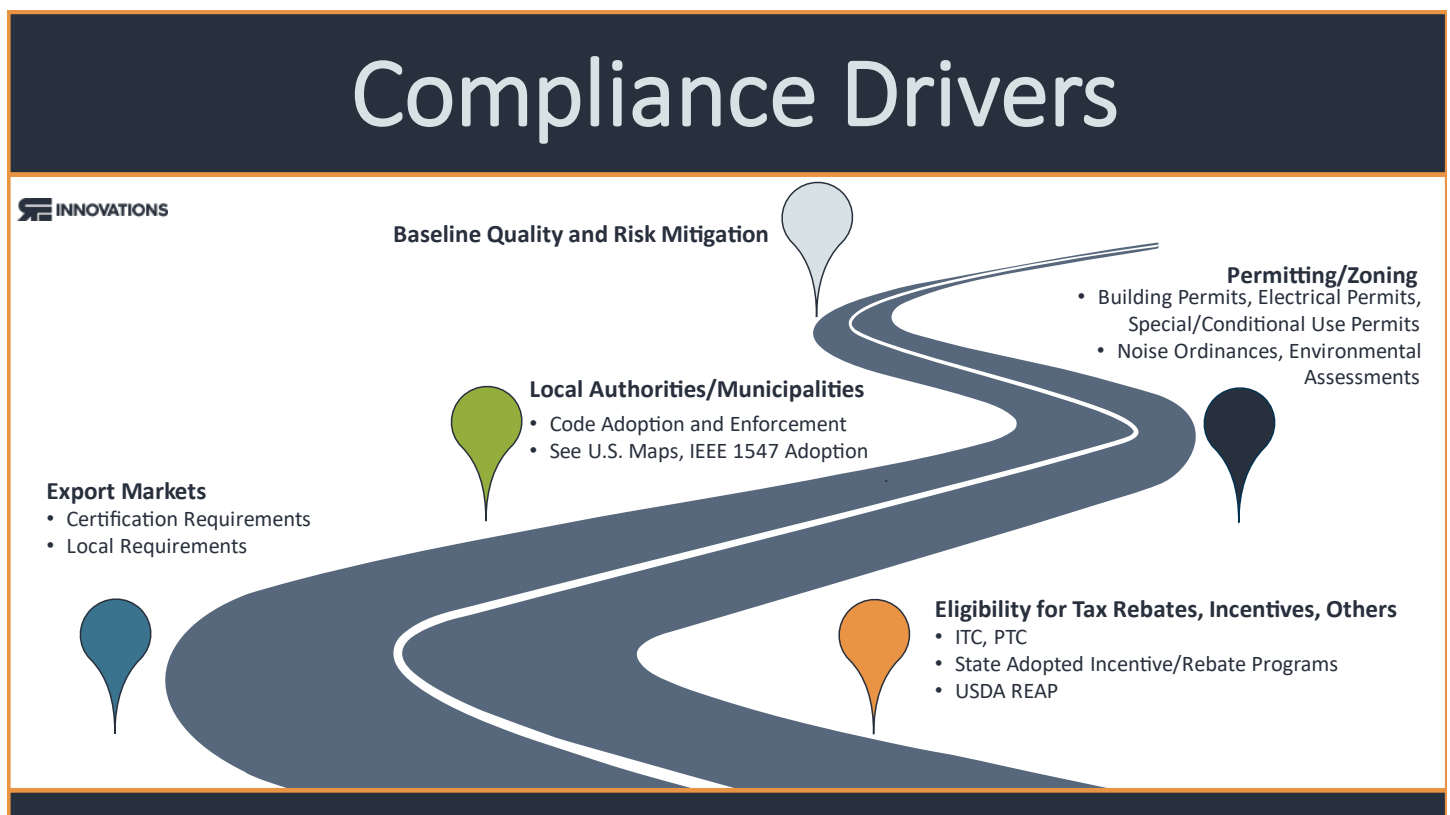 Compliance Drivers
INNOVATIONS
Baseline Quality and Risk Mitigation
Permitting/Zoning
• Building Permits, Electrical Permits,
Special/Conditional Use Permits
• Noise Ordinances, Environmental
Assessments
Local Authorities/Municipalities
• Code Adoption and Enforcement
• See U.S. Maps, IEEE 1547 Adoption
Export Markets
• Certification Requirements
• Local Requirements
Eligibility for Tax Rebates, Incentives, Others
• ITC, PTC
• State Adopted Incentive/Rebate Programs
• USDA REAP